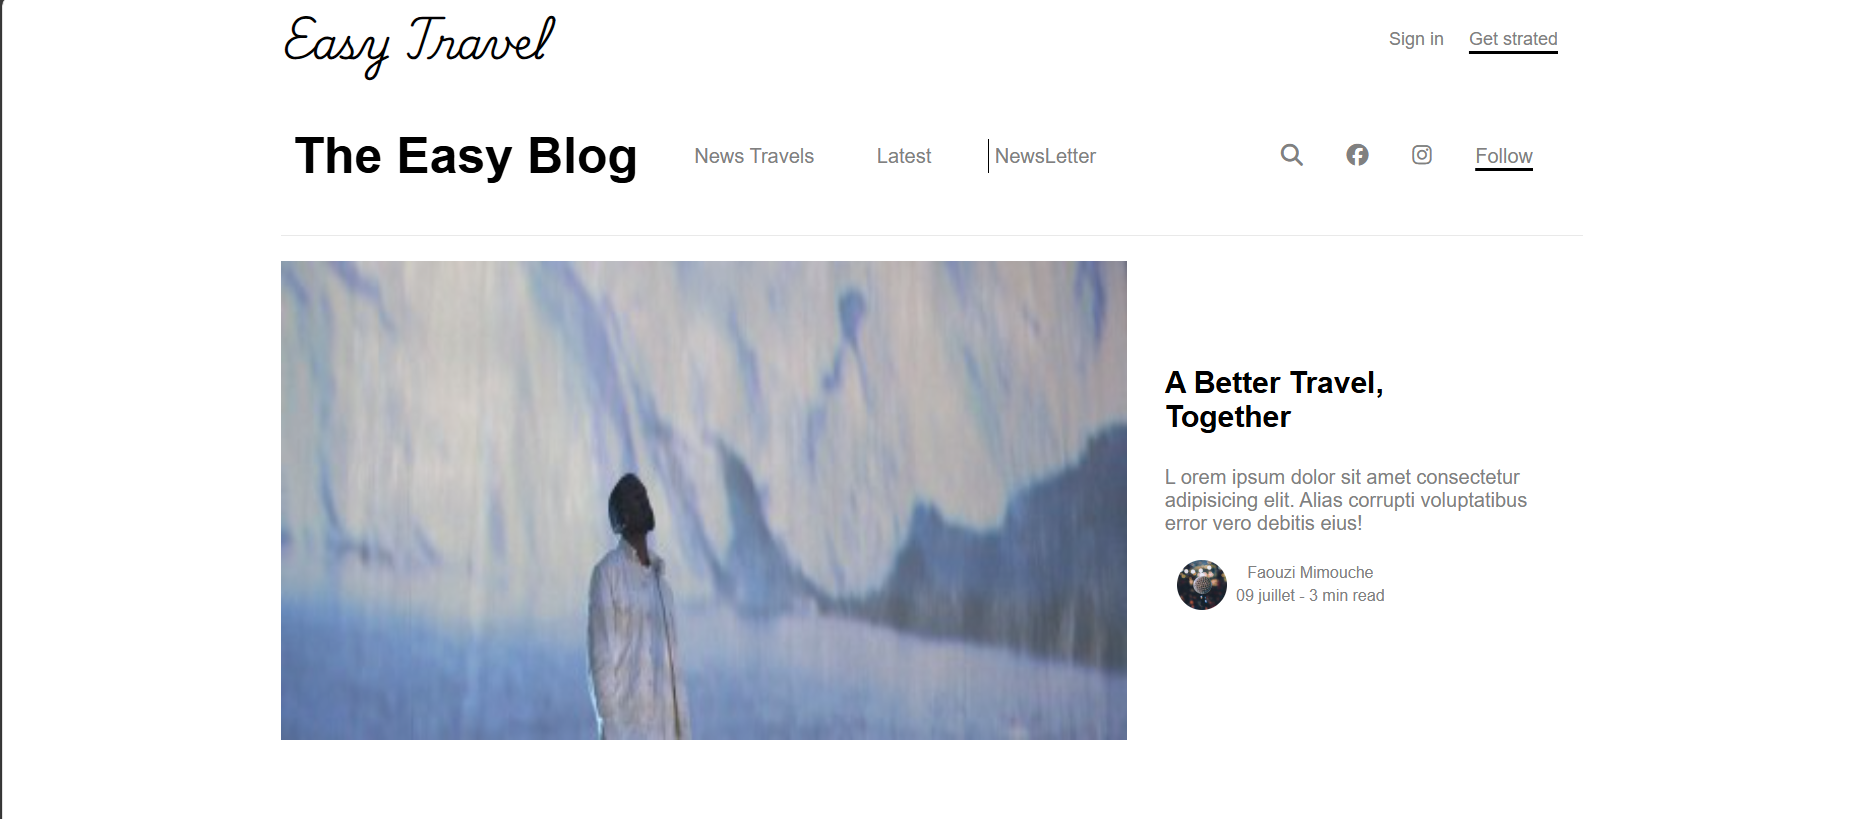 Easy Travel
Sign in Get strated
The Easy Blog News Travels Latest NewsLetter Follow
A Better Travel,
Together
L orem ipsum dolor sit amet consectetur
adipisicing elit. Alias corrupti voluptatibus
error vero debitis eius!
Faouzi Mimouche
09 juillet - 3 min read